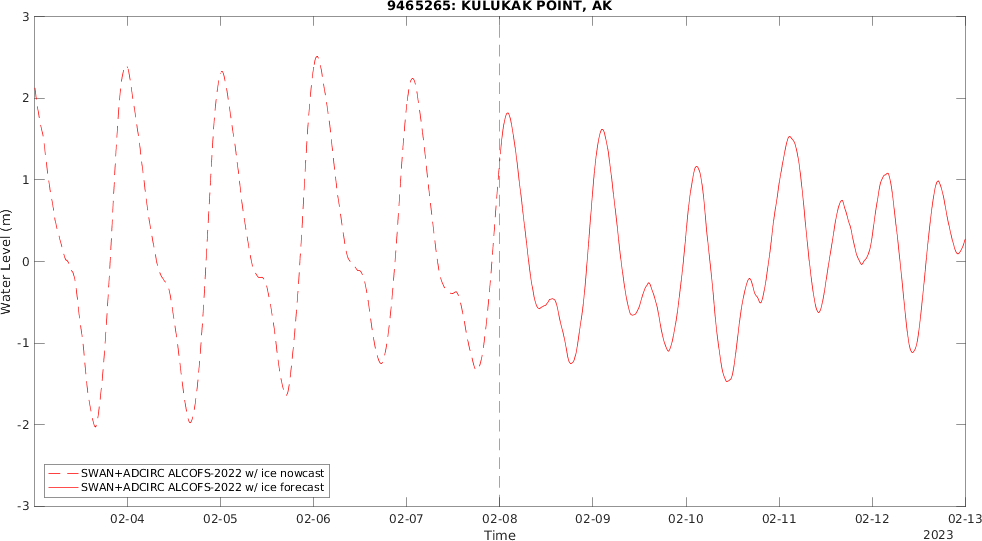 9465265: KULUKAK POINT, AK
Water Level (m)
3
2
1
0
-1
-2
-3
SWAN+ADCIRC ALCOFS-2022 w/ ice nowcast
SWAN+ADCIRC ALCOFS-2022 w/ ice forecast
02-04 02-05 02-06 02-07 02-08 02-09 02-10 02-11 02-12 02-13
Time
2023